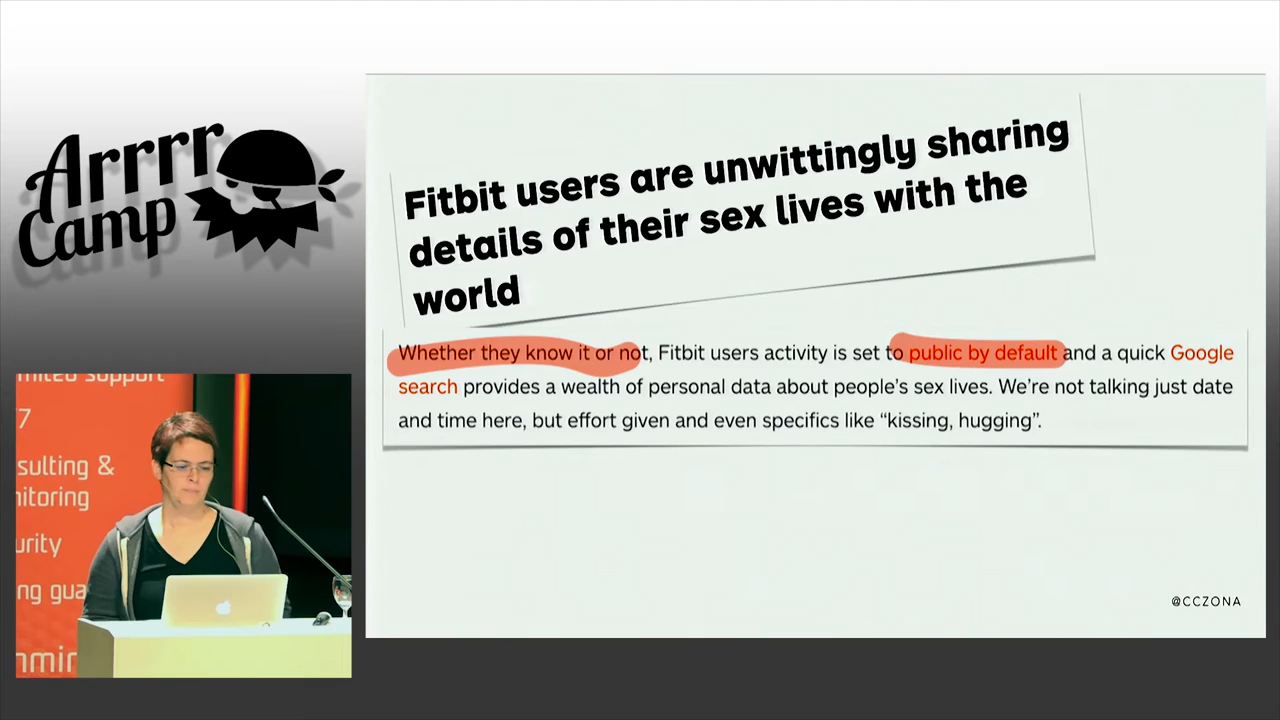 Arrrr
Camp
Fitbit users are unwittingly sharing
details of their sex lives with the
world
Whether they know it or not, Fitbit users activity is set to public by default and a quick Google
search provides a wealth of personal data about people's sex lives. We're not talking just date
and time here, but effort given and even specifics like “kissing, hugging”.
@CCZONA
support
7
sulting &
nitoring
urity
ng gua